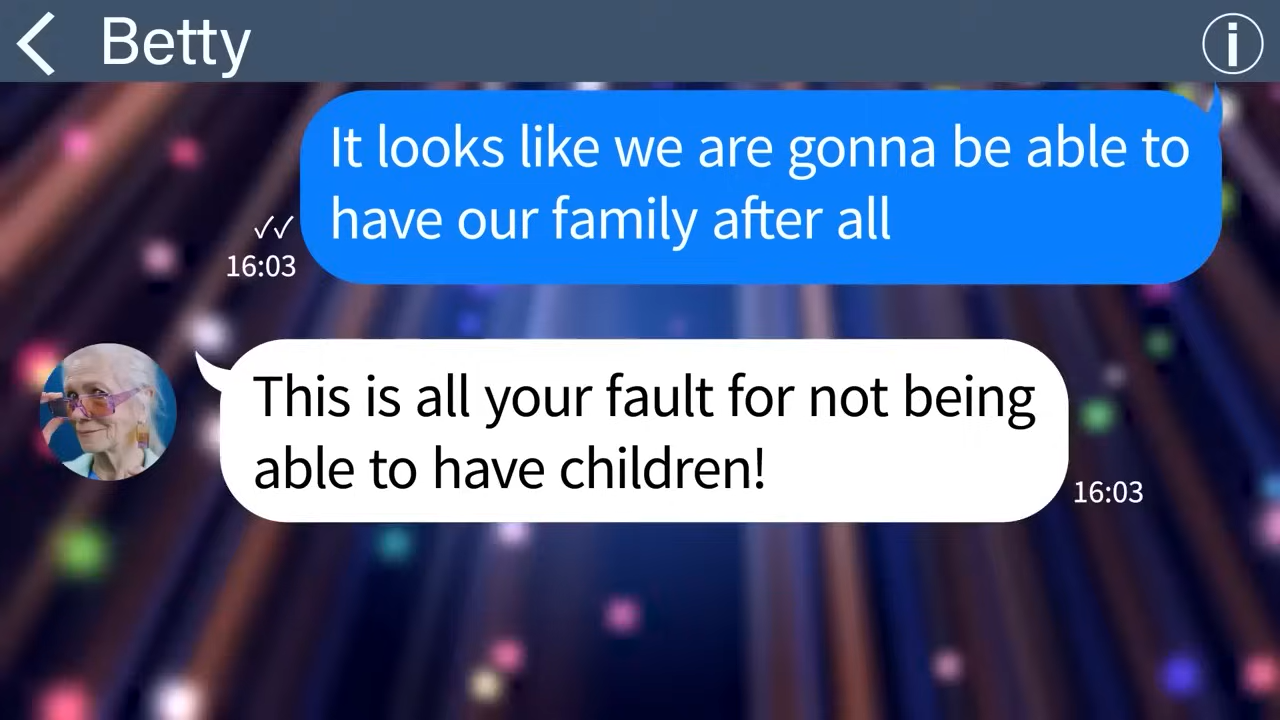 Betty
It looks like we are gonna be able to
have our family after all
✓✓
16:03
This is all your fault for not being
able to have children!
16:03